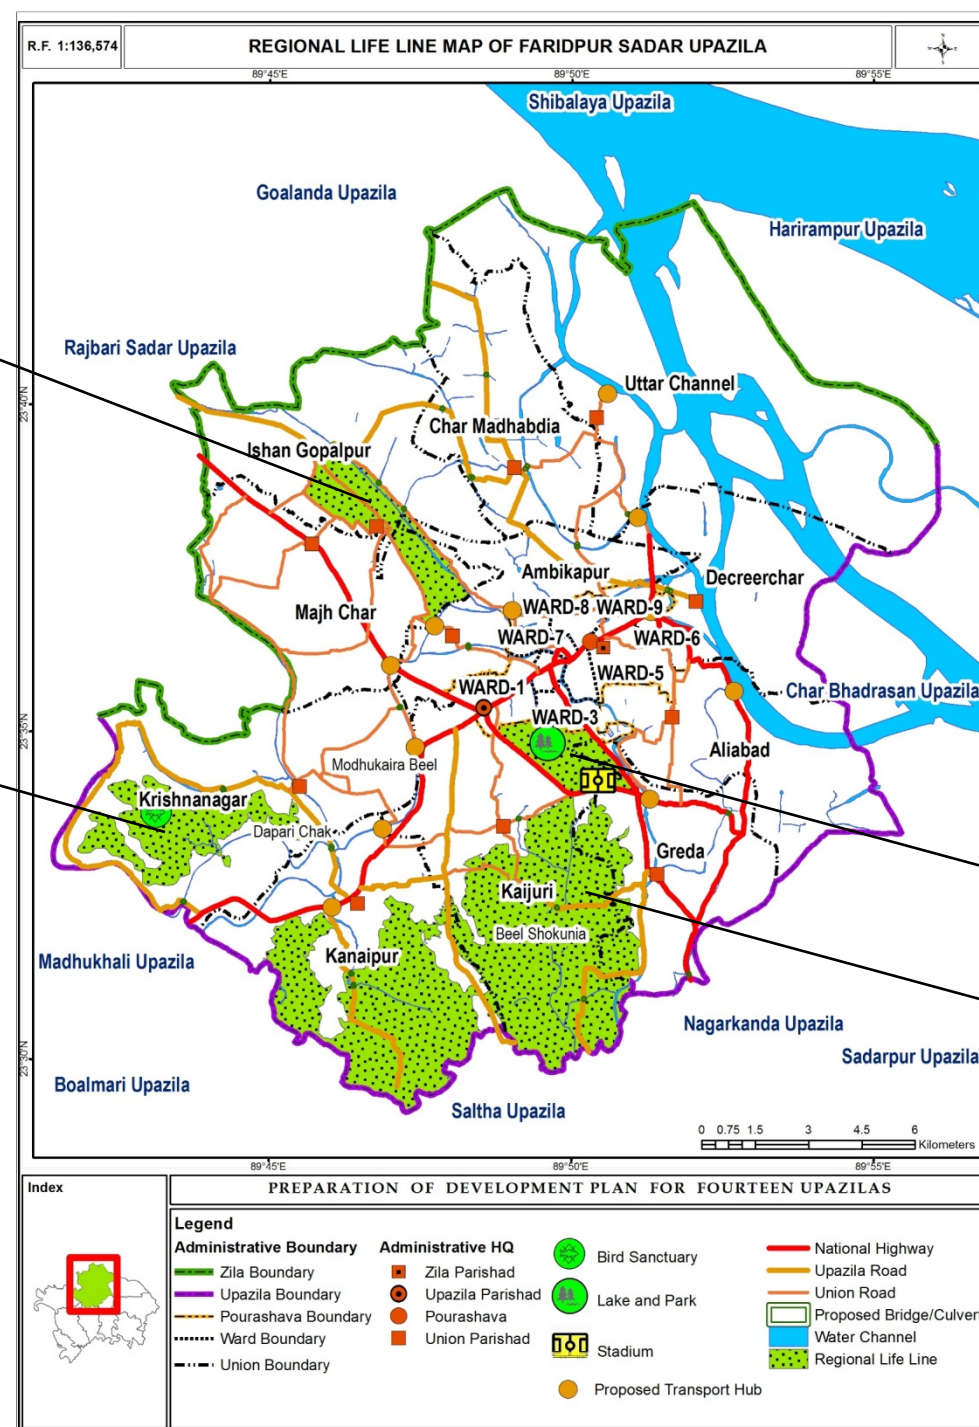 R.F. 1:136,574
REGIONAL LIFE LINE MAP OF FARIDPUR SADAR UPAZILA
89°45'E
89°50'E
89°55'E
Shibalaya Upazila
Goalanda Upazila
Harirampur Upazila
Rajbari Sadar Upazila
Uttar Channel
23°40'N
Char Madhabdia
Ishan Gopalpur
Ambikapur
Decreerchar
WARD-8
WARD-9
Majh Char
WARD-7
WARD-6
WARD-5
WARD-1
Char Bhadrasan Upazila
WARD-3
23°35'N
Aliabad
Modhukaira Beel
Krishnanagar
Dapari Chak
Greda
Kaijuri
Beel Shokunia
Kanaipur
Madhukhali Upazila
Nagarkanda Upazila
Sadarpur Upazila
23°30'N
Boalmari Upazila
Saltha Upazila
0 0.75 1.5 3 4.5 6
Kilometers
89°45'E
89°50'E
89°55'E
Index
PREPARATION OF DEVELOPMENT PLAN FOR FOURTEEN UPAZILAS
Legend
Administrative Boundary
Zila Boundary
Upazila Boundary
Pourashava Boundary
Ward Boundary
Union Boundary
Administrative HQ
Zila Parishad
Upazila Parishad
Pourashava
Union Parishad
Bird Sanctuary
Lake and Park
Stadium
Proposed Transport Hub
National Highway
Upazila Road
Union Road
Proposed Bridge/Culver
Water Channel
Regional Life Line